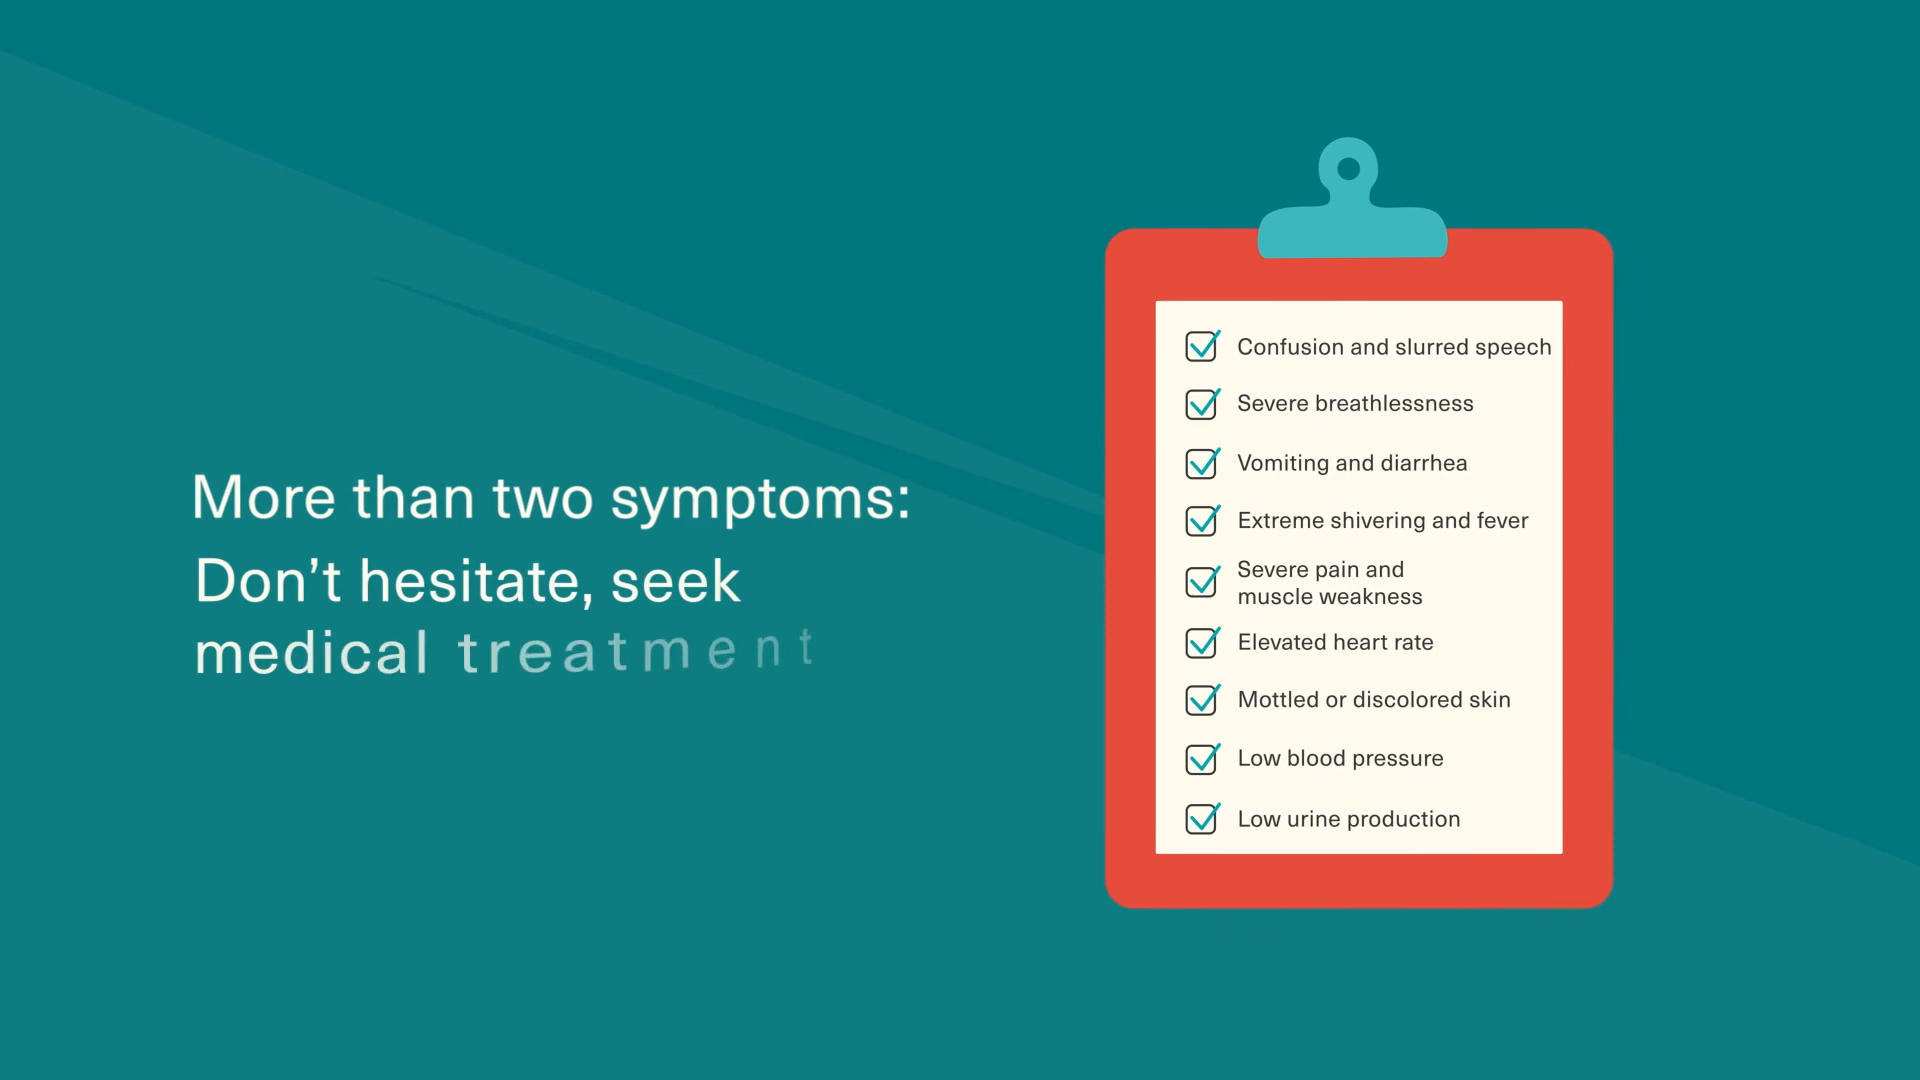 More than two symptoms:
Don’t hesitate, seek
medical treatment
Confusion and slurred speech
Severe breathlessness
Vomiting and diarrhea
Extreme shivering and fever
Severe pain and
muscle weakness
Elevated heart rate
Mottled or discolored skin
Low blood pressure
Low urine production